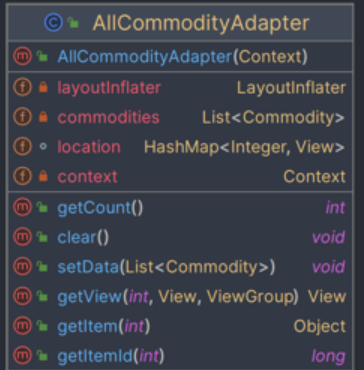 AllCommodityAdapter
AllCommodityAdapter(Context)
layoutInflater LayoutInflater
commodities List<Commodity>
location HashMap<Integer, View>
context Context
getCount() int
clear() void
setData(List<Commodity>) void
getView(int, View, ViewGroup) View
getItem(int) Object
getItemId(int) long